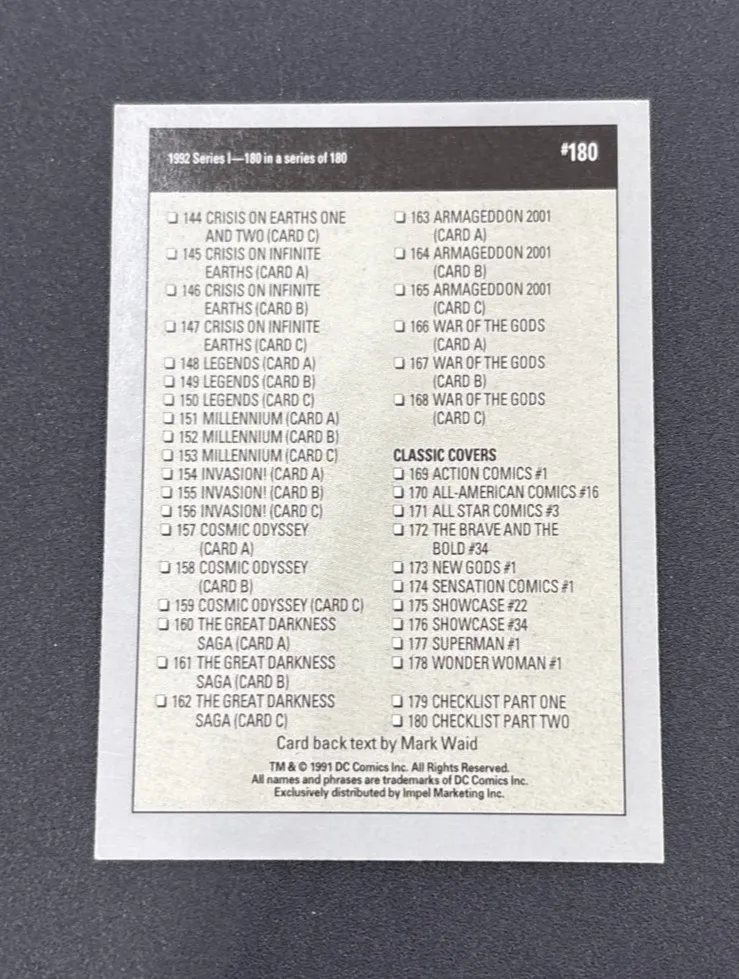 1992 Series I—180 in a series of 180
#180
❑ 144 CRISIS ON EARTHS ONE
AND TWO (CARD C)
❑ 145 CRISIS ON INFINITE
EARTHS (CARD A)
❑ 146 CRISIS ON INFINITE
EARTHS (CARD B)
❑ 147 CRISIS ON INFINITE
EARTHS (CARD C)
❑ 148 LEGENDS (CARD A)
❑ 149 LEGENDS (CARD B)
❑ 150 LEGENDS (CARD C)
❑ 151 MILLENNIUM (CARD A)
❑ 152 MILLENNIUM (CARD B)
❑ 153 MILLENNIUM (CARD C)
❑ 154 INVASION! (CARD A)
❑ 155 INVASION! (CARD B)
❑ 156 INVASION! (CARD C)
❑ 157 COSMIC ODYSSEY
(CARD A)
❑ 158 COSMIC ODYSSEY
(CARD B)
❑ 159 COSMIC ODYSSEY (CARD C)
❑ 160 THE GREAT DARKNESS
SAGA (CARD A)
❑ 161 THE GREAT DARKNESS
SAGA (CARD B)
❑ 162 THE GREAT DARKNESS
SAGA (CARD C)
❑ 163 ARMAGEDDON 2001
(CARD A)
❑ 164 ARMAGEDDON 2001
(CARD B)
❑ 165 ARMAGEDDON 2001
(CARD C)
❑ 166 WAR OF THE GODS
(CARD A)
❑ 167 WAR OF THE GODS
(CARD B)
❑ 168 WAR OF THE GODS
(CARD C)
CLASSIC COVERS
❑ 169 ACTION COMICS #1
❑ 170 ALL-AMERICAN COMICS #16
❑ 171 ALL STAR COMICS #3
❑ 172 THE BRAVE AND THE
BOLD #34
❑ 173 NEW GODS #1
❑ 174 SENSATION COMICS #1
❑ 175 SHOWCASE #22
❑ 176 SHOWCASE #34
❑ 177 SUPERMAN #1
❑ 178 WONDER WOMAN #1
❑ 179 CHECKLIST PART ONE
❑ 180 CHECKLIST PART TWO
Card back text by Mark Waid
TM & © 1991 DC Comics Inc. All Rights Reserved.
All names and phrases are trademarks of DC Comics Inc.
Exclusively distributed by Impel Marketing Inc.